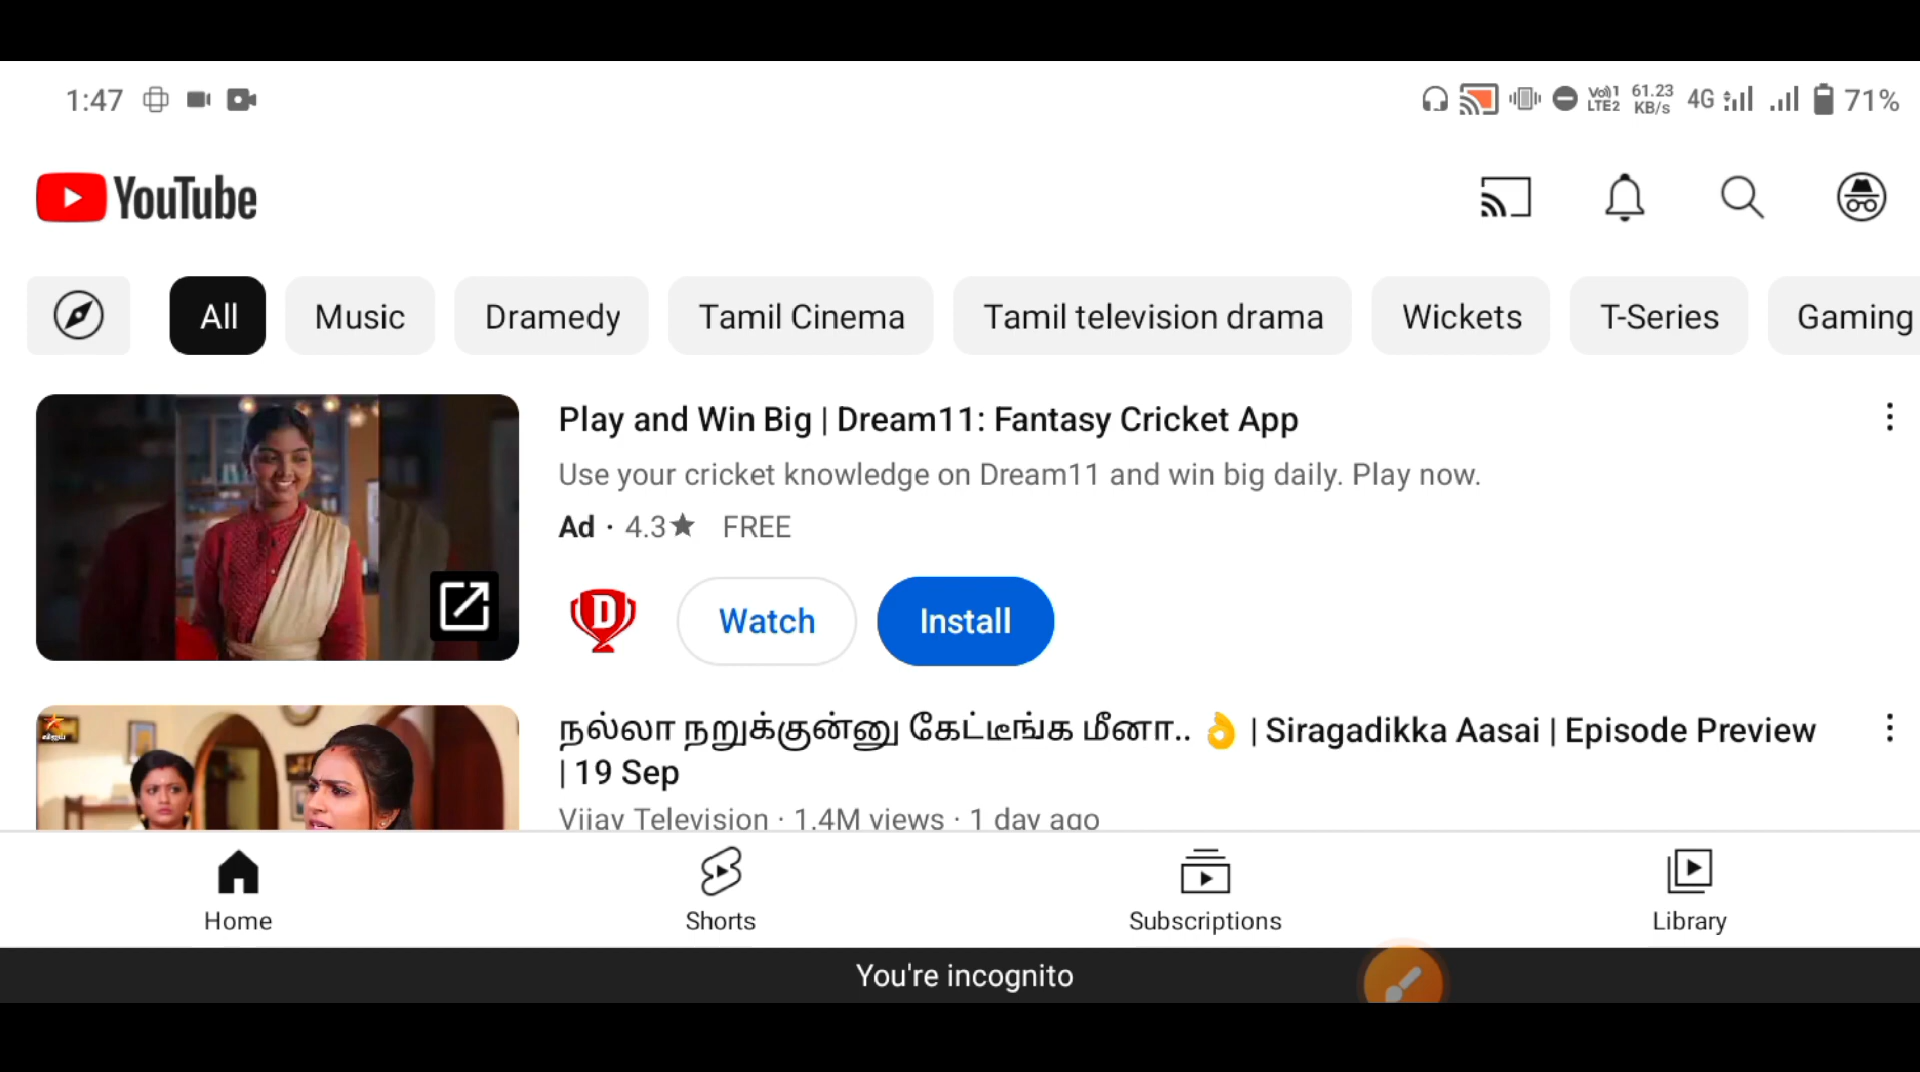 1:47 Vo)) 1 LTE2 61.23 KB/s 4G 71%
YouTube
All Music Dramedy Tamil Cinema Tamil television drama Wickets T-Series Gaming
Play and Win Big | Dream11: Fantasy Cricket App
Use your cricket knowledge on Dream11 and win big daily. Play now.
Ad · 4.3★ FREE
D Watch Install
நல்லா நறுக்குன்னு கேட்டீங்க மீனா.. 👌 | Siragadikka Aasai | Episode Preview
| 19 Sep
Vijay Television · 1.4M views · 1 day ago
Home Shorts Subscriptions Library
You're incognito